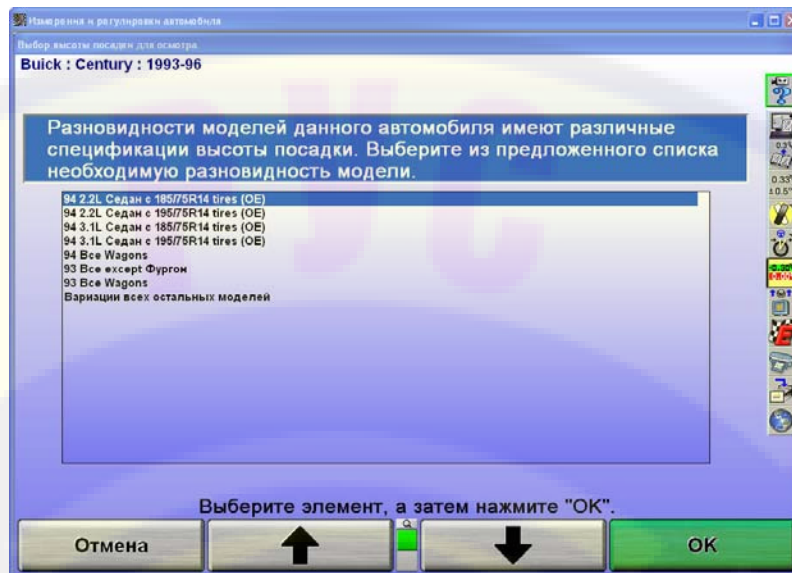 Измерения и регулировки автомобиля
Выбор высоты посадки для осмотра
Buick : Century : 1993-96
Разновидности моделей данного автомобиля имеют различные
спецификации высоты посадки. Выберите из предложенного списка
необходимую разновидность модели.
94 2.2L Седан с 185/75R14 tires (OE)
94 2.2L Седан с 195/75R14 tires (OE)
94 3.1L Седан с 185/75R14 tires (OE)
94 3.1L Седан с 195/75R14 tires (OE)
94 Все Wagons
93 Все except Фургон
93 Все Wagons
Вариации всех остальных моделей
Выберите элемент, а затем нажмите "OK".
Отмена
OK